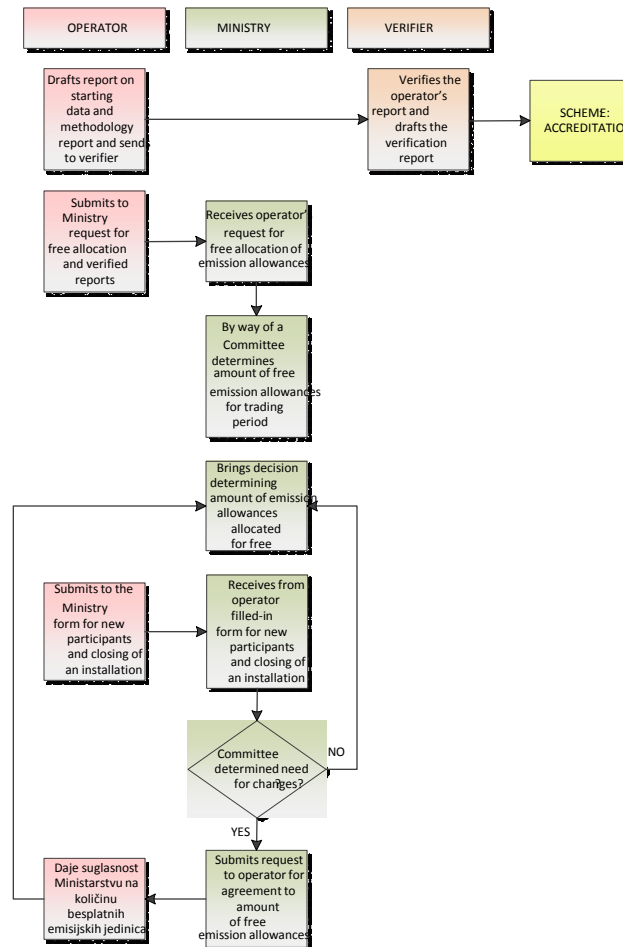 OPERATOR
MINISTRY
VERIFIER
Drafts report on
starting
data and
methodology
report and sends
to verifier
Verifies the
operator's
report and
drafts the
verification
report
SCHEME:
Submits to
Ministry
request for
free allocation
and verified
reports
Receives operator'
request for
free allocation of
emission allowances
By way of a
Committee
determines
amount of free
emission allowances
for trading
period
Brings decision
determining
amount of emission
allowances
allocated
for free
Submits to the
Ministry
form for new
participants
and closing of
an installation
Receives from
operator
filled-in
form for new
participants
and closing of
an installation
Committee
determined need
for changes?
NO
YES
Daje suglasnost
Ministarstvu na
količinu
besplatnih
emisijskih jedinica
Submits request
to operator for
agreement to
amount
of free
emission allowances